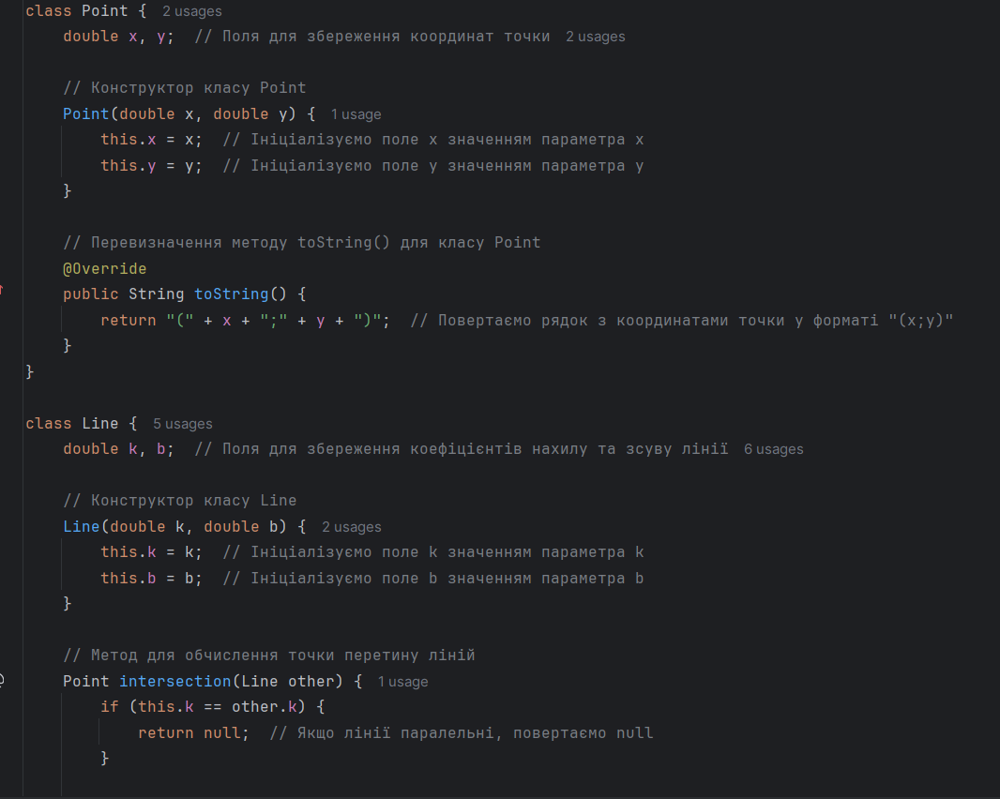 class Point {  2 usages
    double x, y;  // Поля для збереження координат точки  2 usages

    // Конструктор класу Point
    Point(double x, double y) {  1 usage
        this.x = x;  // Ініціалізуємо поле x значенням параметра x
        this.y = y;  // Ініціалізуємо поле y значенням параметра y
    }

    // Перевизначення методу toString() для класу Point
    @Override
    public String toString() {
        return "(" + x + ";" + y + ")";  // Повертаємо рядок з координатами точки у форматі "(x;y)"
    }
}

class Line {  5 usages
    double k, b;  // Поля для збереження коефіцієнтів нахилу та зсуву лінії  6 usages

    // Конструктор класу Line
    Line(double k, double b) {  2 usages
        this.k = k;  // Ініціалізуємо поле k значенням параметра k
        this.b = b;  // Ініціалізуємо поле b значенням параметра b
    }

    // Метод для обчислення точки перетину ліній
    Point intersection(Line other) {  1 usage
        if (this.k == other.k) {
            return null;  // Якщо лінії паралельні, повертаємо null
        }